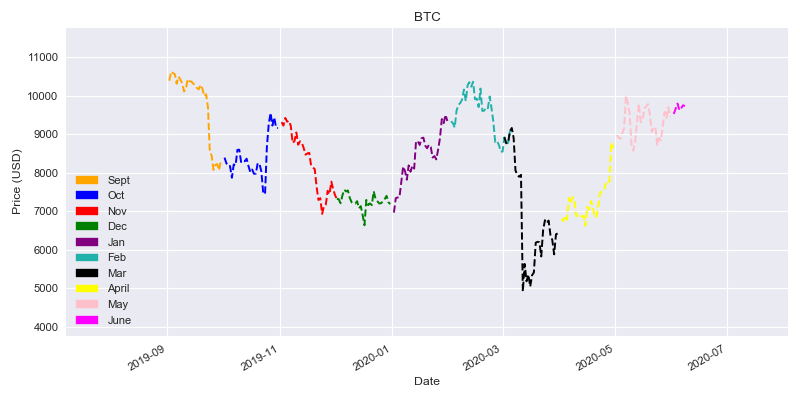 BTC
Price (USD)
11000
10000
9000
8000
7000
6000
5000
4000
Sept
Oct
Nov
Dec
Jan
Feb
Mar
April
May
June
2019-09
2019-11
2020-01
2020-03
2020-05
2020-07
Date